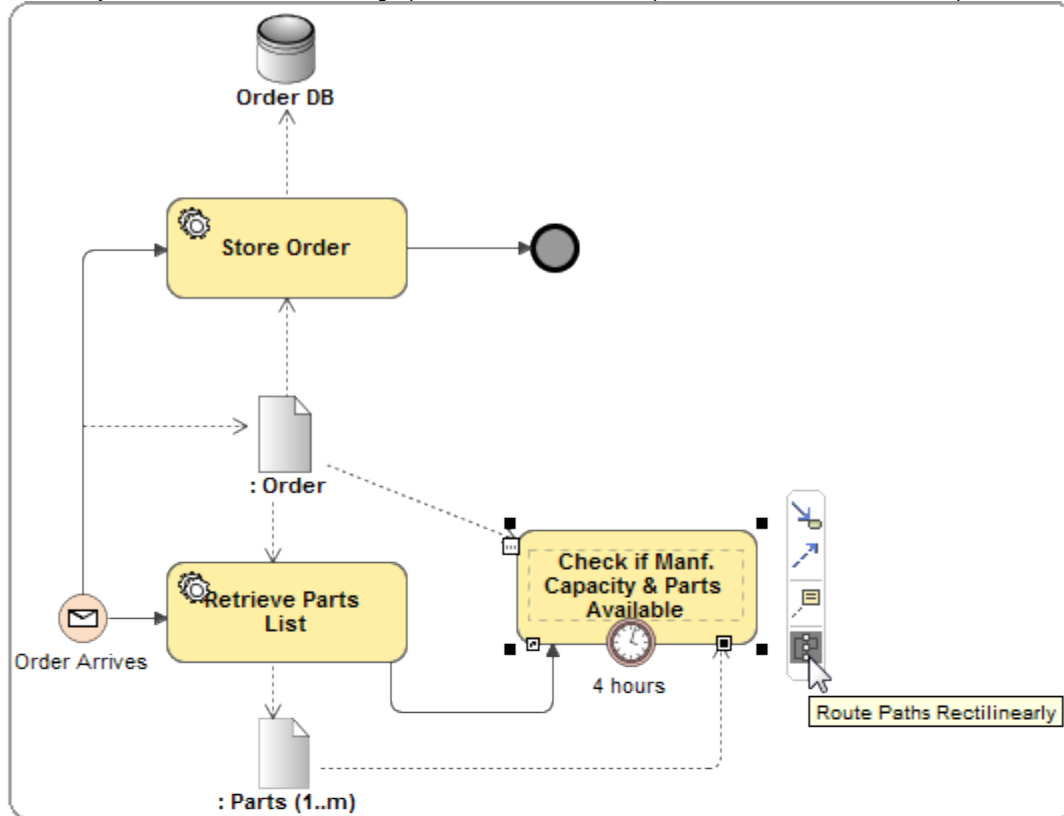 Order DB
Store Order
: Order
Check if Manf.
Capacity & Parts
Available
Retrieve Parts
List
Order Arrives
4 hours
Route Paths Rectilinearly
: Parts (1..m)